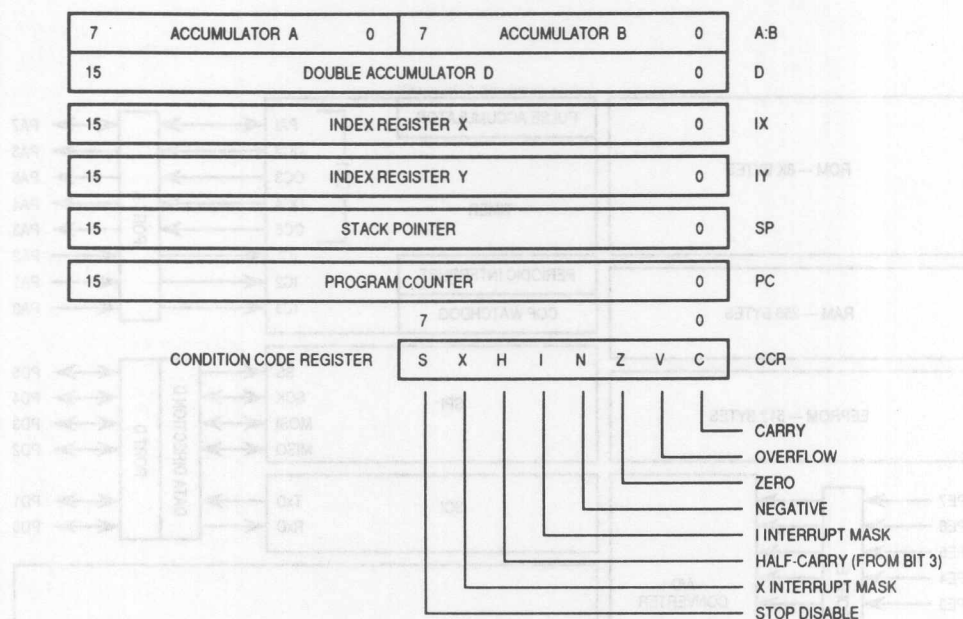 7 ACCUMULATOR A 0 7 ACCUMULATOR B 0 A:B
15 DOUBLE ACCUMULATOR D 0 D
15 INDEX REGISTER X 0 IX
15 INDEX REGISTER Y 0 IY
15 STACK POINTER 0 SP
15 PROGRAM COUNTER 0 PC
7 0
CONDITION CODE REGISTER S X H I N Z V C CCR
CARRY
OVERFLOW
ZERO
NEGATIVE
I INTERRUPT MASK
HALF-CARRY (FROM BIT 3)
X INTERRUPT MASK
STOP DISABLE